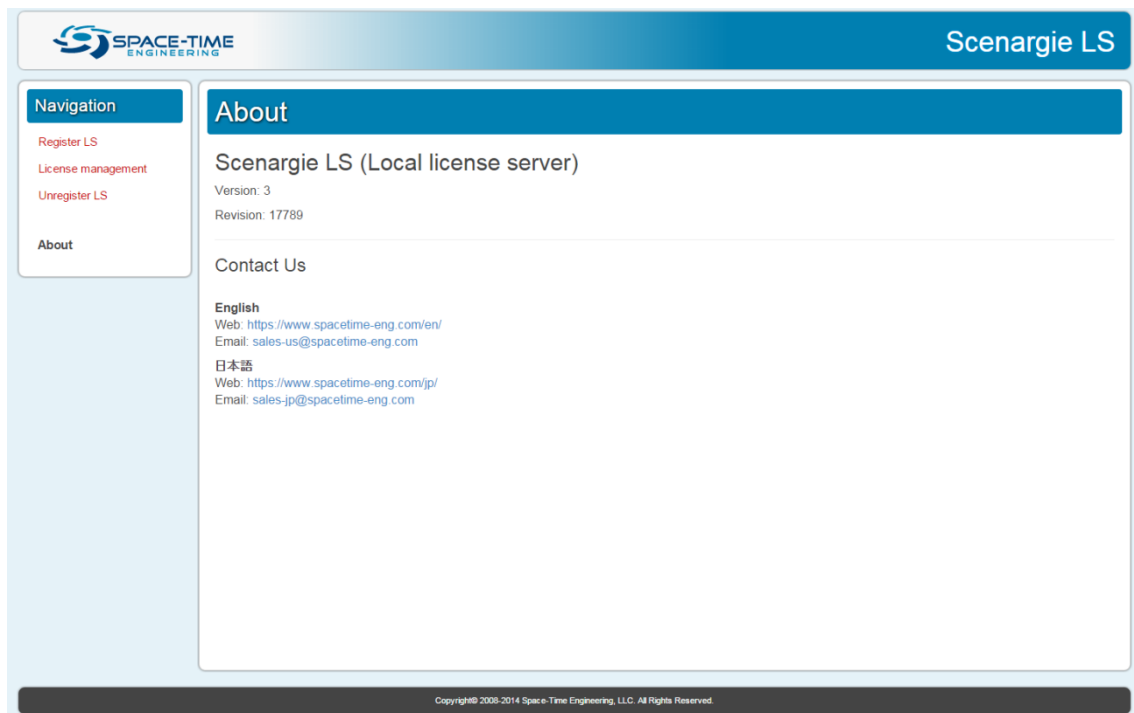 SPACE-TIME
ENGINEERING
Scenargie LS
Navigation
Register LS
License management
Unregister LS
About
About
Scenargie LS (Local license server)
Version: 3
Revision: 17789
Contact Us
English
Web: https://www.spacetime-eng.com/en/
Email: sales-us@spacetime-eng.com
日本語
Web: https://www.spacetime-eng.com/jp/
Email: sales-jp@spacetime-eng.com
Copyright© 2008-2014 Space-Time Engineering, LLC. All Rights Reserved.